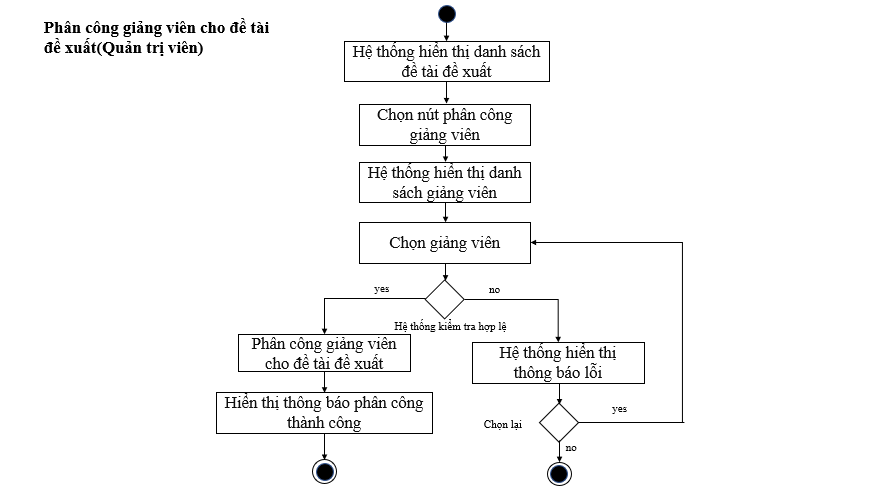 Phân công giảng viên cho đề tài
đề xuất(Quản trị viên)
Hệ thống hiển thị danh sách
đề tài đề xuất
Chọn nút phân công
giảng viên
Hệ thống hiển thị danh
sách giảng viên
Chọn giảng viên
yes
no
Hệ thống kiểm tra hợp lệ
Phân công giảng viên
cho đề tài đề xuất
Hệ thống hiển thị
thông báo lỗi
Hiển thị thông báo phân công
thành công
yes
Chọn lại
no